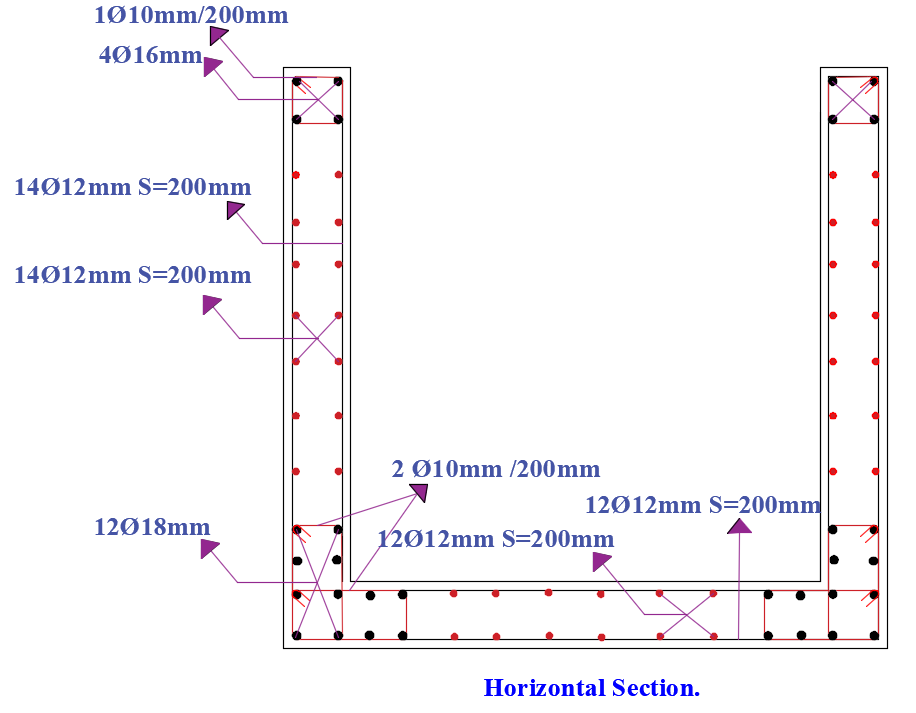 1Ø10mm/200mm
4Ø16mm
14Ø12mm S=200mm
14Ø12mm S=200mm
2 Ø10mm /200mm
12Ø12mm S=200mm
12Ø18mm
12Ø12mm S=200mm
Horizontal Section.